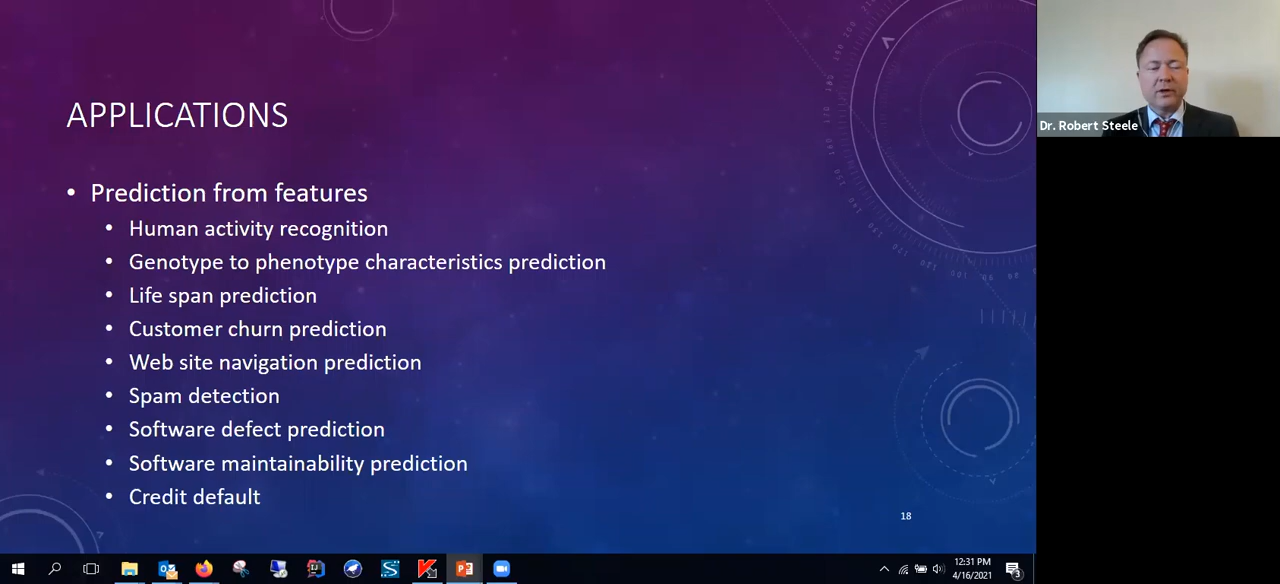 APPLICATIONS
• Prediction from features
• Human activity recognition
• Genotype to phenotype characteristics prediction
• Life span prediction
• Customer churn prediction
• Web site navigation prediction
• Spam detection
• Software defect prediction
• Software maintainability prediction
• Credit default
18
Dr. Robert Steele
12:31 PM
4/16/2021
3